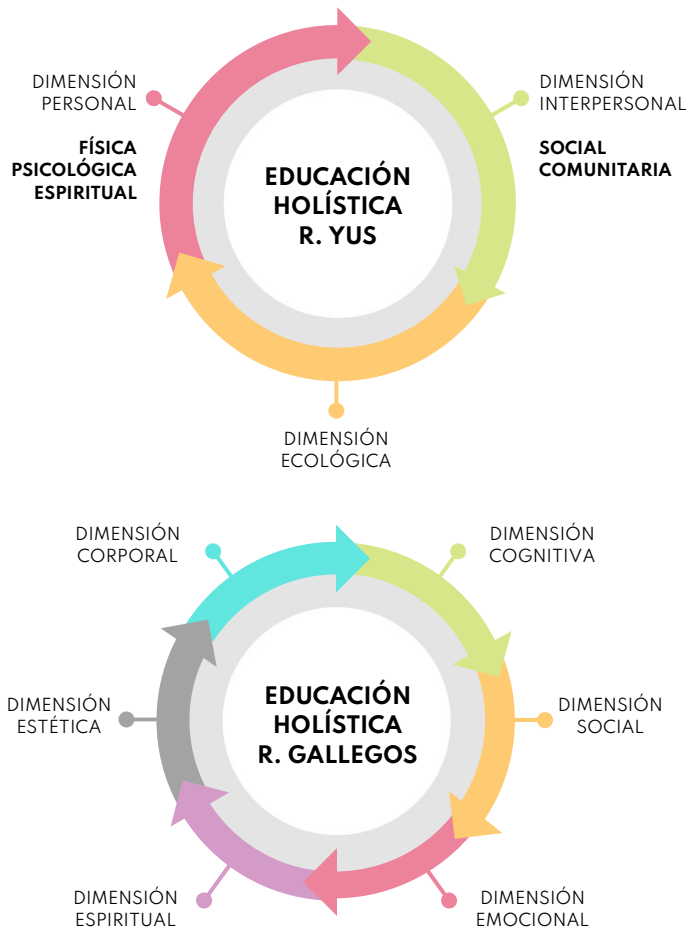 DIMENSIÓN
PERSONAL
FÍSICA
PSICOLÓGICA
ESPIRITUAL
DIMENSIÓN
INTERPERSONAL
SOCIAL
COMUNITARIA
EDUCACIÓN
HOLÍSTICA
R. YUS
DIMENSIÓN
ECOLÓGICA
DIMENSIÓN
CORPORAL
DIMENSIÓN
COGNITIVA
EDUCACIÓN
HOLÍSTICA
R. GALLEGOS
DIMENSIÓN
ESTÉTICA
DIMENSIÓN
SOCIAL
DIMENSIÓN
ESPIRITUAL
DIMENSIÓN
EMOCIONAL